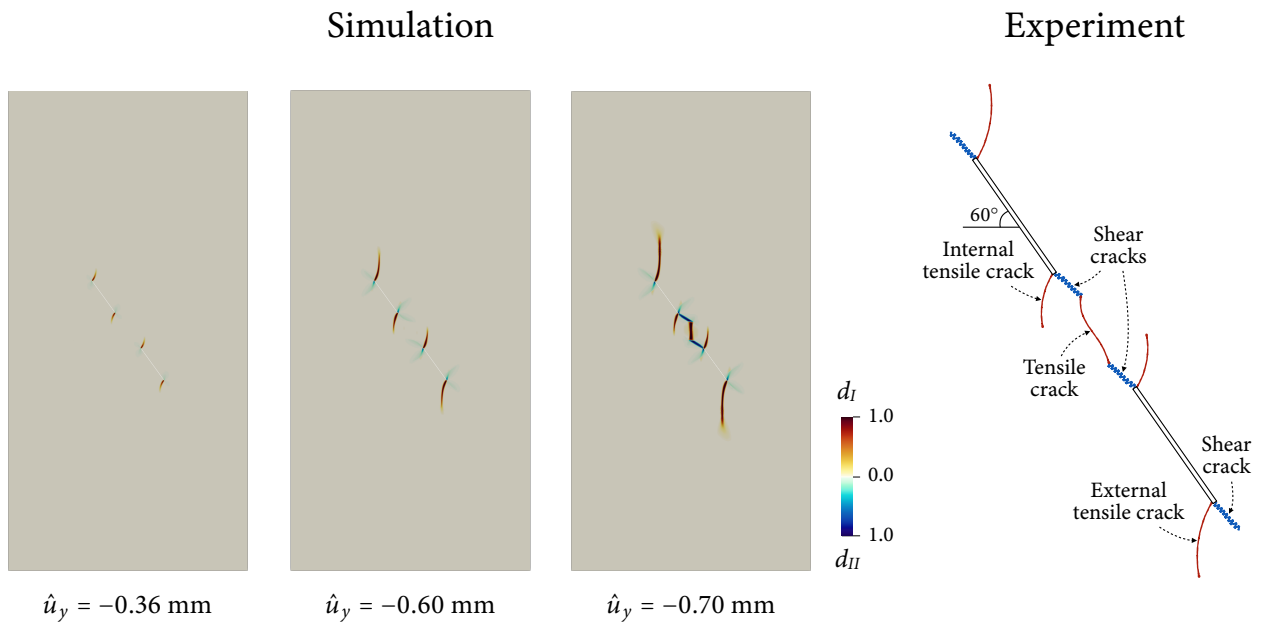 Simulation
Experiment
60°
Internal
tensile crack
Shear
cracks
Tensile
crack
Shear
crack
External
tensile crack
d_I
1.0
0.0
1.0
d_II
û_y = −0.36 mm
û_y = −0.60 mm
û_y = −0.70 mm